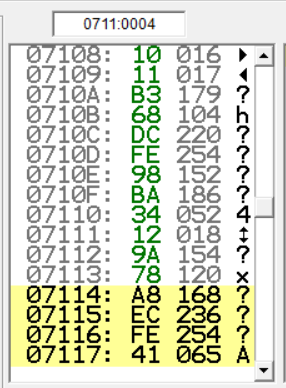 0711:0004
07108: 10 016 ►
07109: 11 017 ◄
0710A: B3 179 ?
0710B: 68 104 h
0710C: DC 220 ?
0710D: FE 254 ?
0710E: 98 152 ?
0710F: BA 186 ?
07110: 34 052 4
07111: 12 018 ↕
07112: 9A 154 ?
07113: 78 120 x
07114: A8 168 ?
07115: EC 236 ?
07116: FE 254 ?
07117: 41 065 A